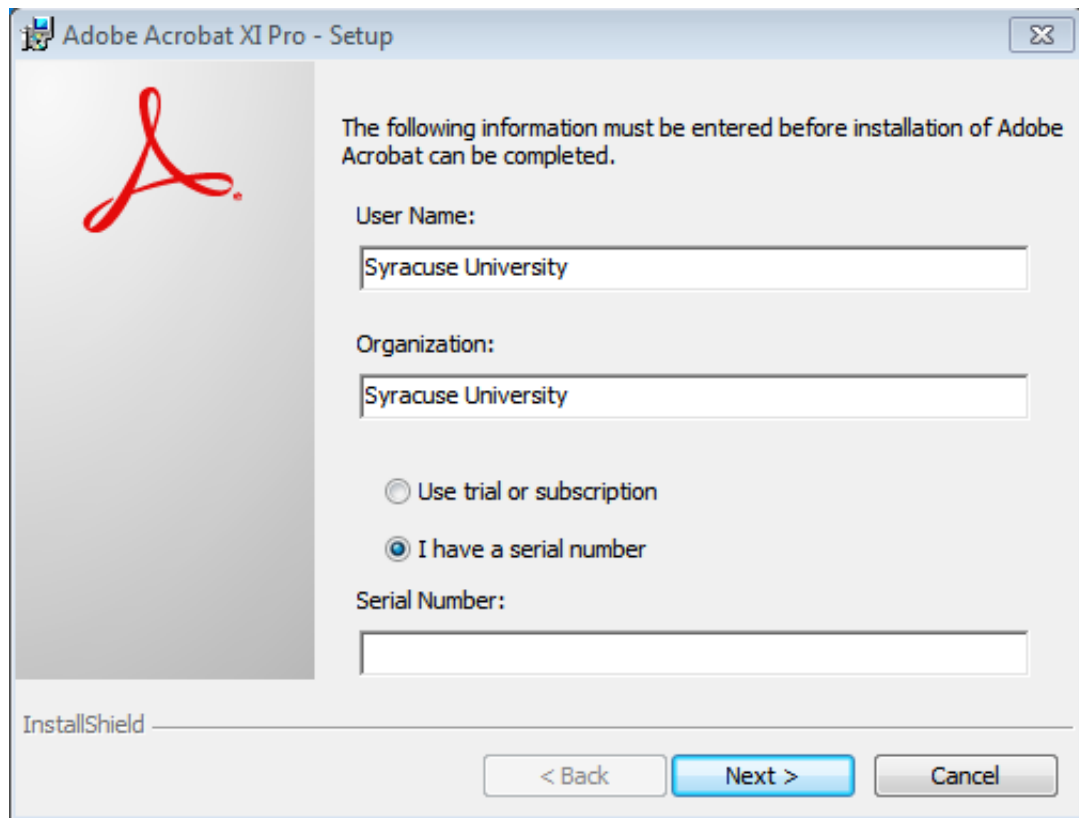 Adobe Acrobat XI Pro - Setup
The following information must be entered before installation of Adobe
Acrobat can be completed.
User Name:
Syracuse University
Organization:
Syracuse University
Use trial or subscription
I have a serial number
Serial Number:
InstallShield
< Back
Next >
Cancel